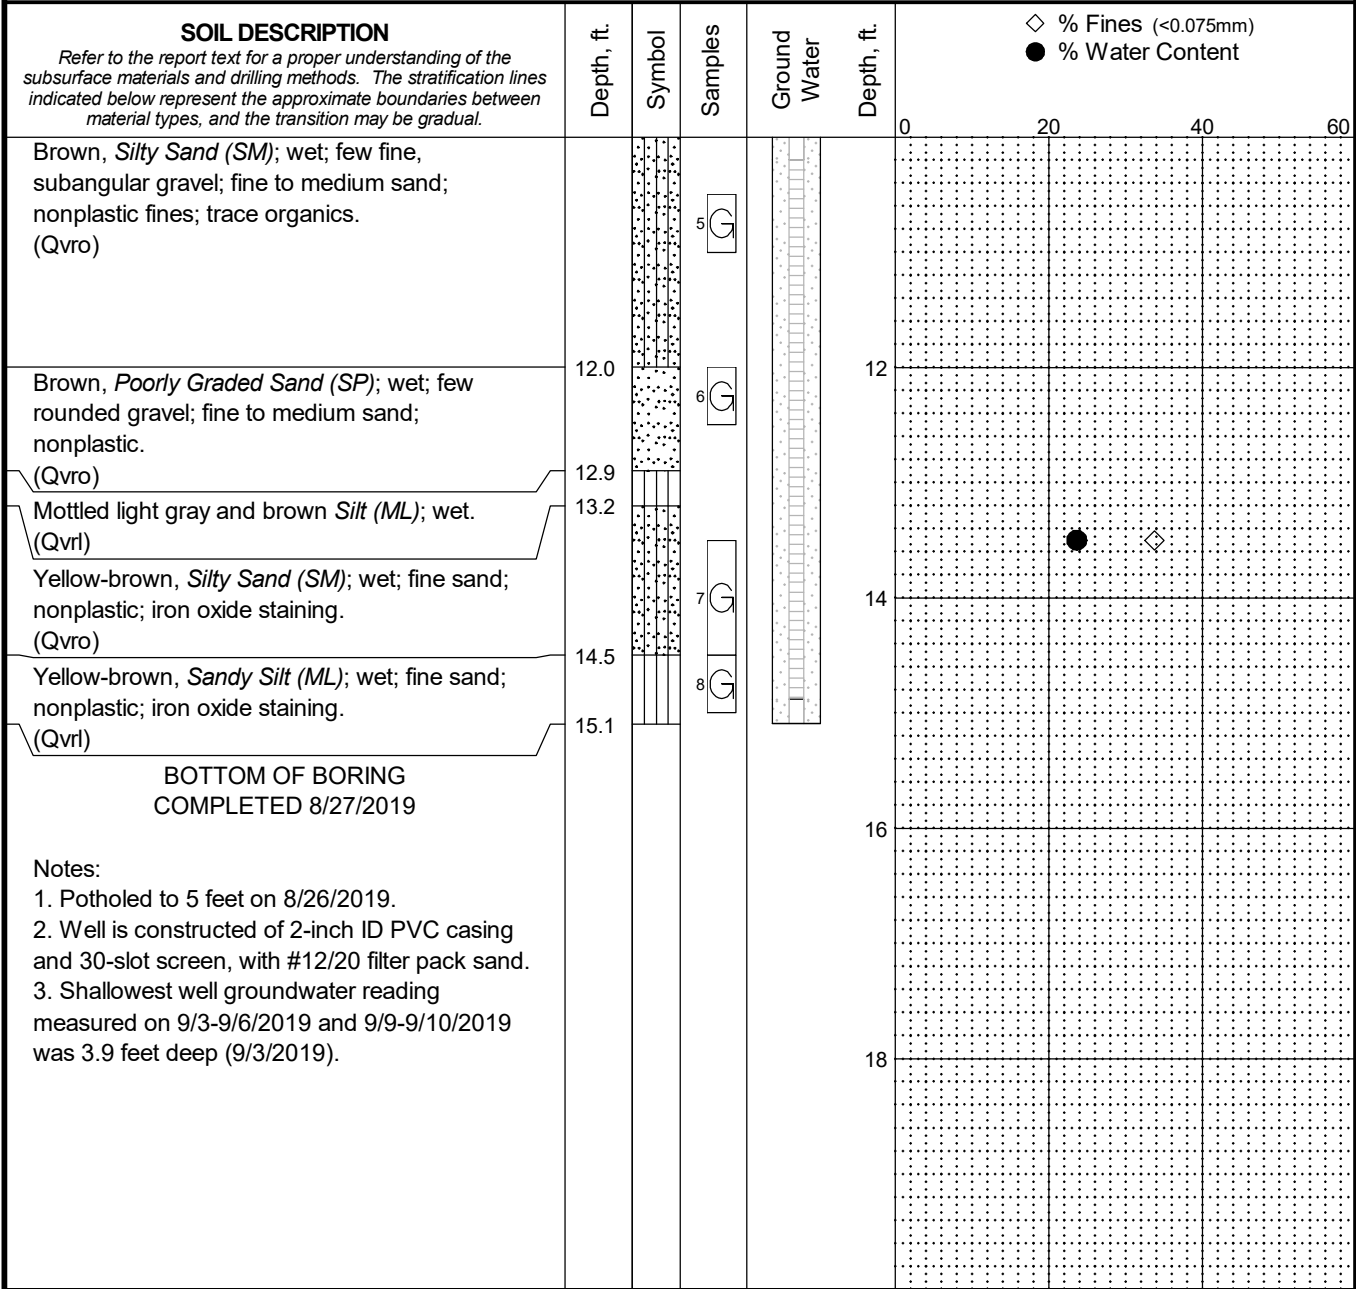 SOIL DESCRIPTION
Refer to the report text for a proper understanding of the
subsurface materials and drilling methods. The stratification lines
indicated below represent the approximate boundaries between
material types, and the transition may be gradual.
Depth, ft.
Symbol
Samples
Ground
Water
Depth, ft.
◇ % Fines (<0.075mm)
● % Water Content
0 20 40 60
Brown, Silty Sand (SM); wet; few fine,
subangular gravel; fine to medium sand;
nonplastic fines; trace organics.
(Qvro)
5 G
12.0
12
Brown, Poorly Graded Sand (SP); wet; few
rounded gravel; fine to medium sand;
nonplastic.
(Qvro)
6 G
12.9
13.2
Mottled light gray and brown Silt (ML); wet.
(Qvrl)
Yellow-brown, Silty Sand (SM); wet; fine sand;
nonplastic; iron oxide staining.
(Qvro)
7 G
14
14.5
Yellow-brown, Sandy Silt (ML); wet; fine sand;
nonplastic; iron oxide staining.
(Qvrl)
8 G
15.1
BOTTOM OF BORING
COMPLETED 8/27/2019
16
Notes:
1. Potholed to 5 feet on 8/26/2019.
2. Well is constructed of 2-inch ID PVC casing
and 30-slot screen, with #12/20 filter pack sand.
3. Shallowest well groundwater reading
measured on 9/3-9/6/2019 and 9/9-9/10/2019
was 3.9 feet deep (9/3/2019).
18